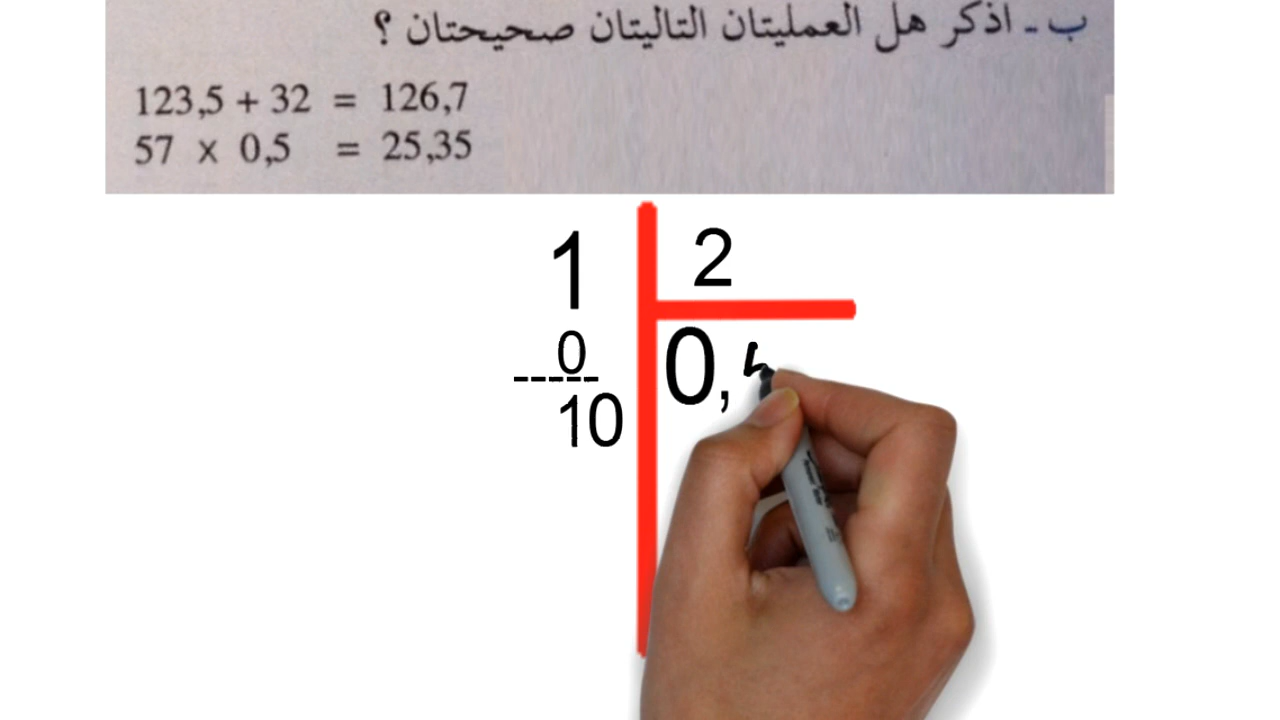 ب - اذكر هل العمليتان التاليتان صحيحتان ؟
123,5 + 32 = 126,7
57 x 0,5 = 25,35
1 2
0 0,
-----
10